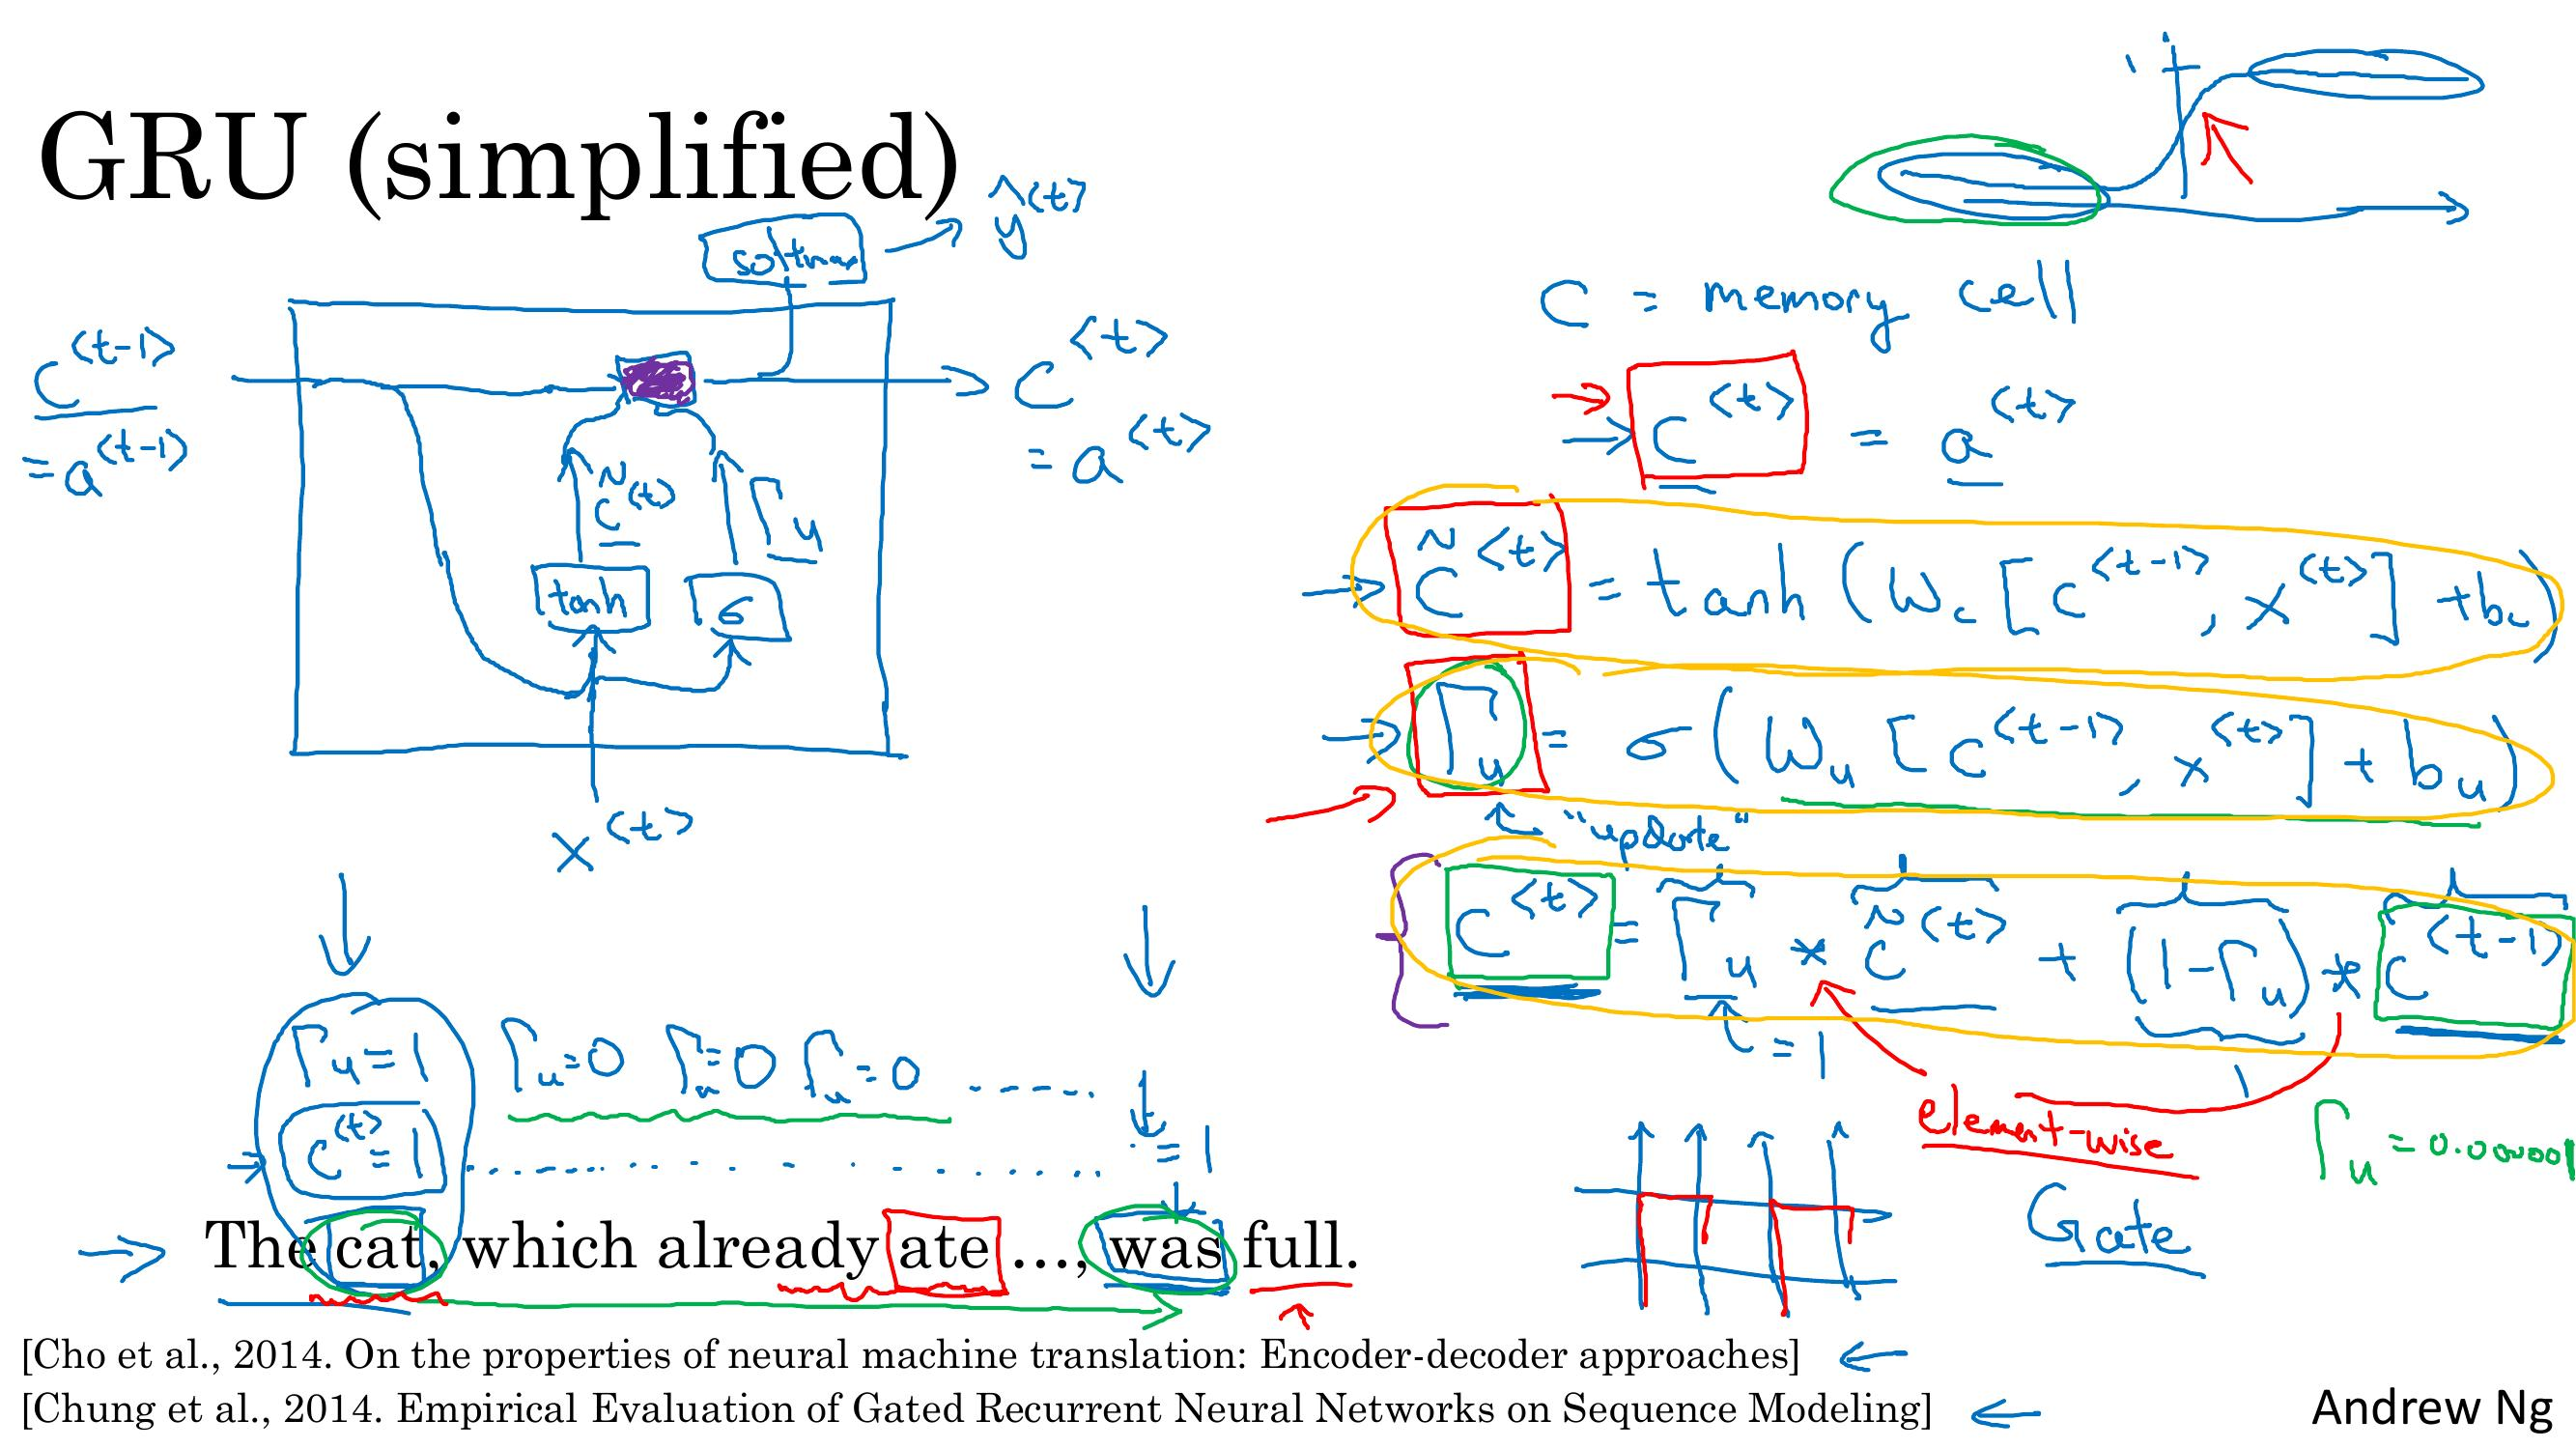 GRU (simplified)
softmax
ŷ<t>
c<t-1>
= a<t-1>
c<t>
= a<t>
c̃<t>
Γu
tanh
σ
x<t>
1
C = memory cell
c<t> = a<t>
c̃<t> = tanh (Wc [c<t-1>, x<t>] + bc)
Γu = σ (Wu [c<t-1>, x<t>] + bu)
"update"
c<t> = Γu * c̃<t> + (1-Γu) * c<t-1>
= 1
element-wise
Γu = 0.000001
Gate
Γu=1 Γu=0 Γu=0 Γu=0 .....
c<t>=1 ..........
= 1
The cat, which already ate ..., was full.
[Cho et al., 2014. On the properties of neural machine translation: Encoder-decoder approaches]
[Chung et al., 2014. Empirical Evaluation of Gated Recurrent Neural Networks on Sequence Modeling]
Andrew Ng